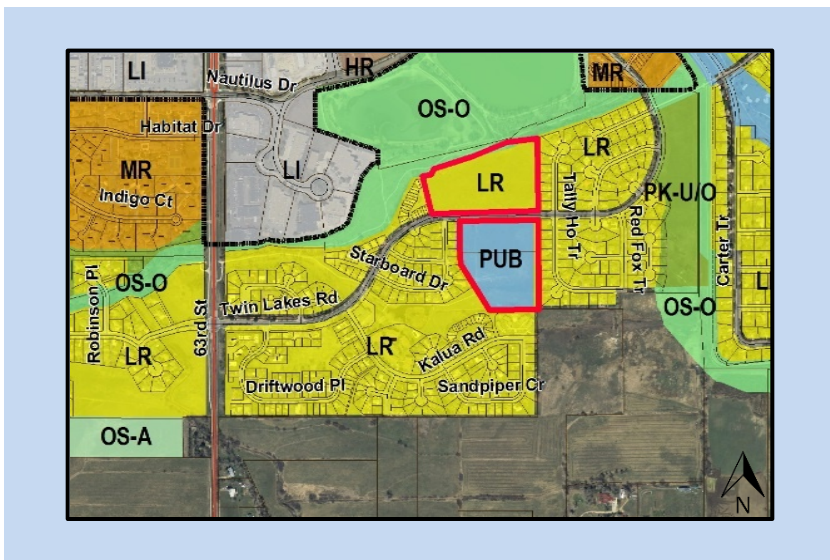 HR
LI
Nautilus Dr
MR
OS-O
Habitat Dr
MR
LI
LR
LR
Indigo Ct
PK-U/O
Tally Ho Tr
Red Fox Tr
Carter Tr
Starboard Dr
PUB
OS-O
Robinson Pl
63rd St
Twin Lakes Rd
OS-O
LR
LR
Kalua Rd
Driftwood Pl
Sandpiper Cr
OS-A
N